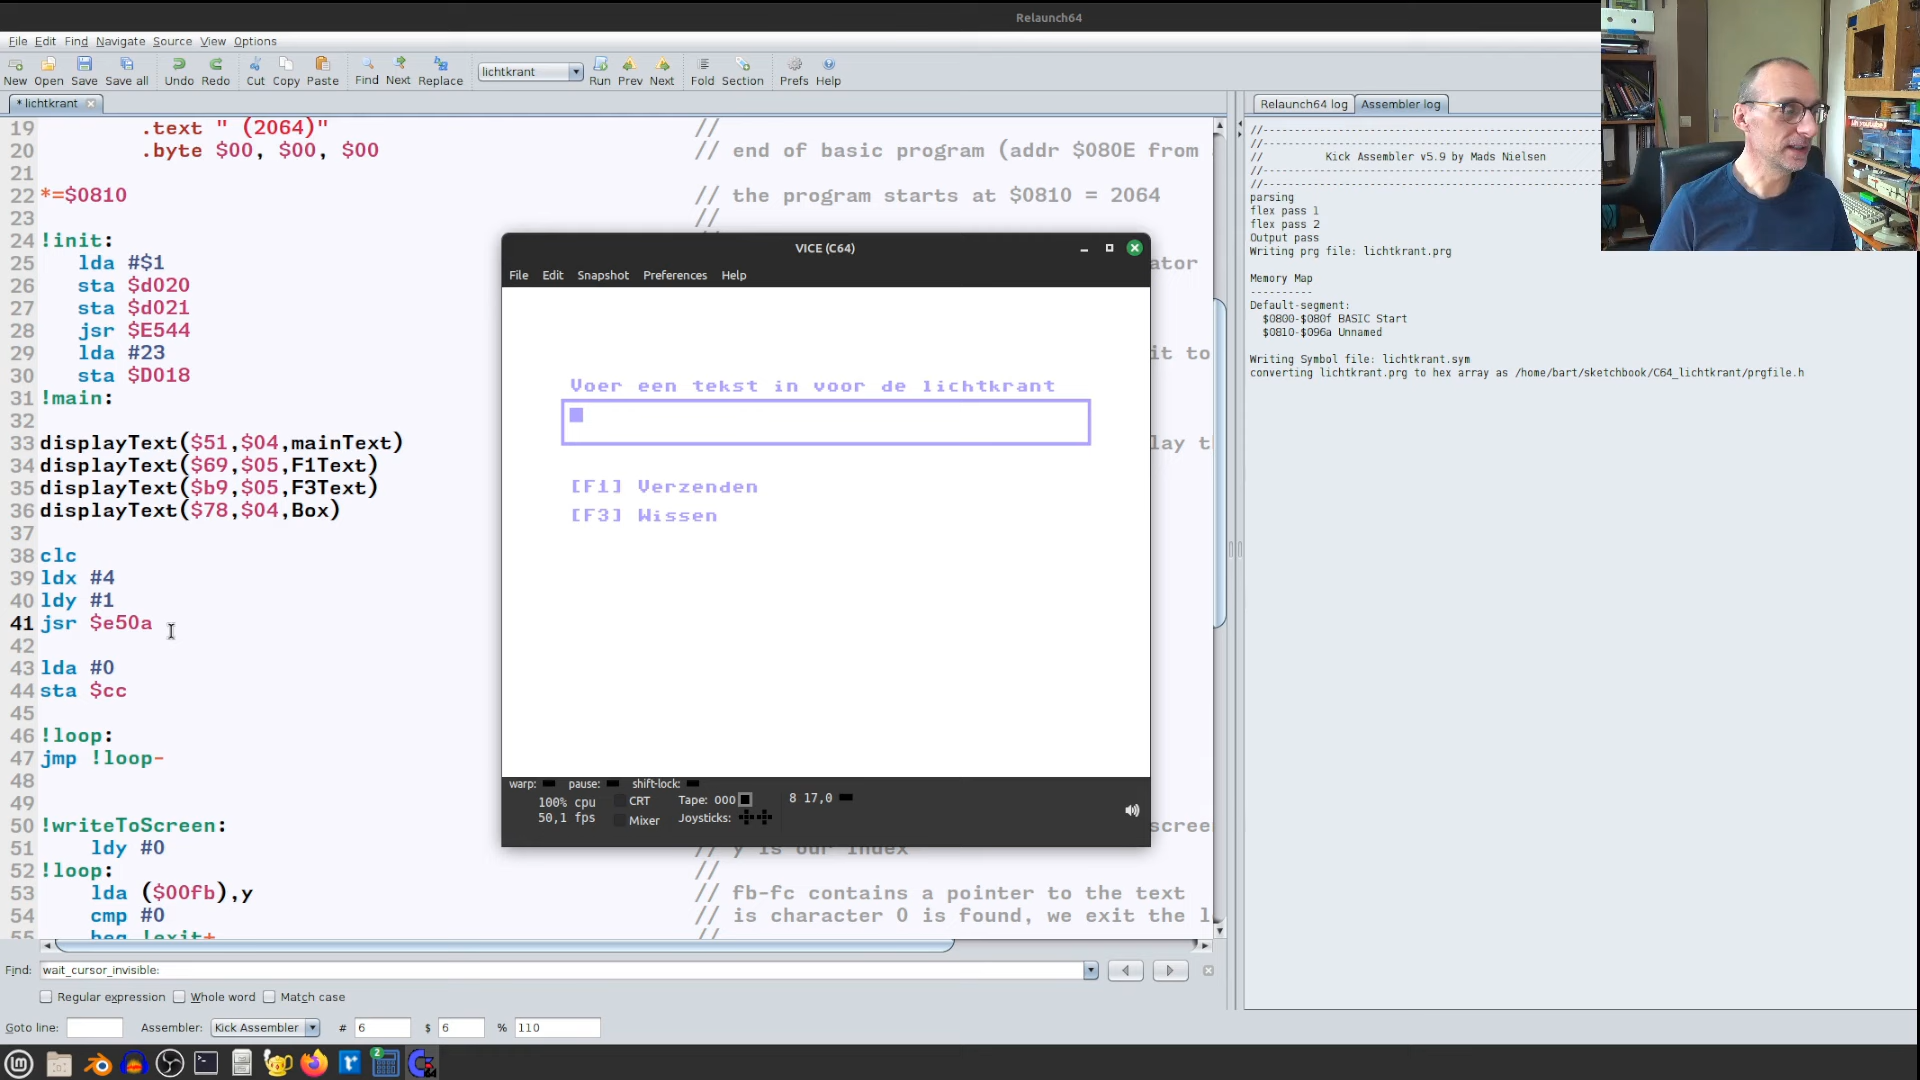 Relaunch64
File Edit Find Navigate Source View Options
New Open Save Save all Undo Redo Cut Copy Paste Find Next Replace lichtkrant Run Prev Next Fold Section Prefs Help
* lichtkrant
19 .text " (2064)" //
20 .byte $00, $00, $00 // end of basic program (addr $080E from
21
22 *=$0810 // the program starts at $0810 = 2064
23 //
24 !init:
25 lda #$1
26 sta $d020
27 sta $d021
28 jsr $E544
29 lda #23 it to
30 sta $D018
31 !main:
32
33 displayText($51,$04,mainText)
34 displayText($69,$05,F1Text)
35 displayText($b9,$05,F3Text)
36 displayText($78,$04,Box)
37
38 clc
39 ldx #4
40 ldy #1
41 jsr $e50a
42
43 lda #0
44 sta $cc
45
46 !loop:
47 jmp !loop-
48
49
50 !writeToScreen:
51 ldy #0 // y is our index
52 !loop: //
53 lda ($00fb),y // fb-fc contains a pointer to the text
54 cmp #0 // is character 0 is found, we exit the l
55 beq !exit+ //
VICE (C64)
File Edit Snapshot Preferences Help
Voer een tekst in voor de lichtkrant
[F1] Verzenden
[F3] Wissen
warp: pause: shift-lock:
100% cpu CRT Tape: 000 8 17,0
50,1 fps Mixer Joysticks:
Find: wait_cursor_invisible:
Regular expression Whole word Match case
Goto line: Assembler: Kick Assembler # 6 $ 6 % 110
Relaunch64 log Assembler log
//------------------------------------------------------
//------------------------------------------------------
// Kick Assembler v5.9 by Mads Nielsen
//------------------------------------------------------
//------------------------------------------------------
parsing
flex pass 1
flex pass 2
Output pass
Writing prg file: lichtkrant.prg
Memory Map
----------
Default-segment:
$0800-$080f BASIC Start
$0810-$096a Unnamed
Writing Symbol file: lichtkrant.sym
converting lichtkrant.prg to hex array as /home/bart/sketchbook/C64_lichtkrant/prgfile.h
2